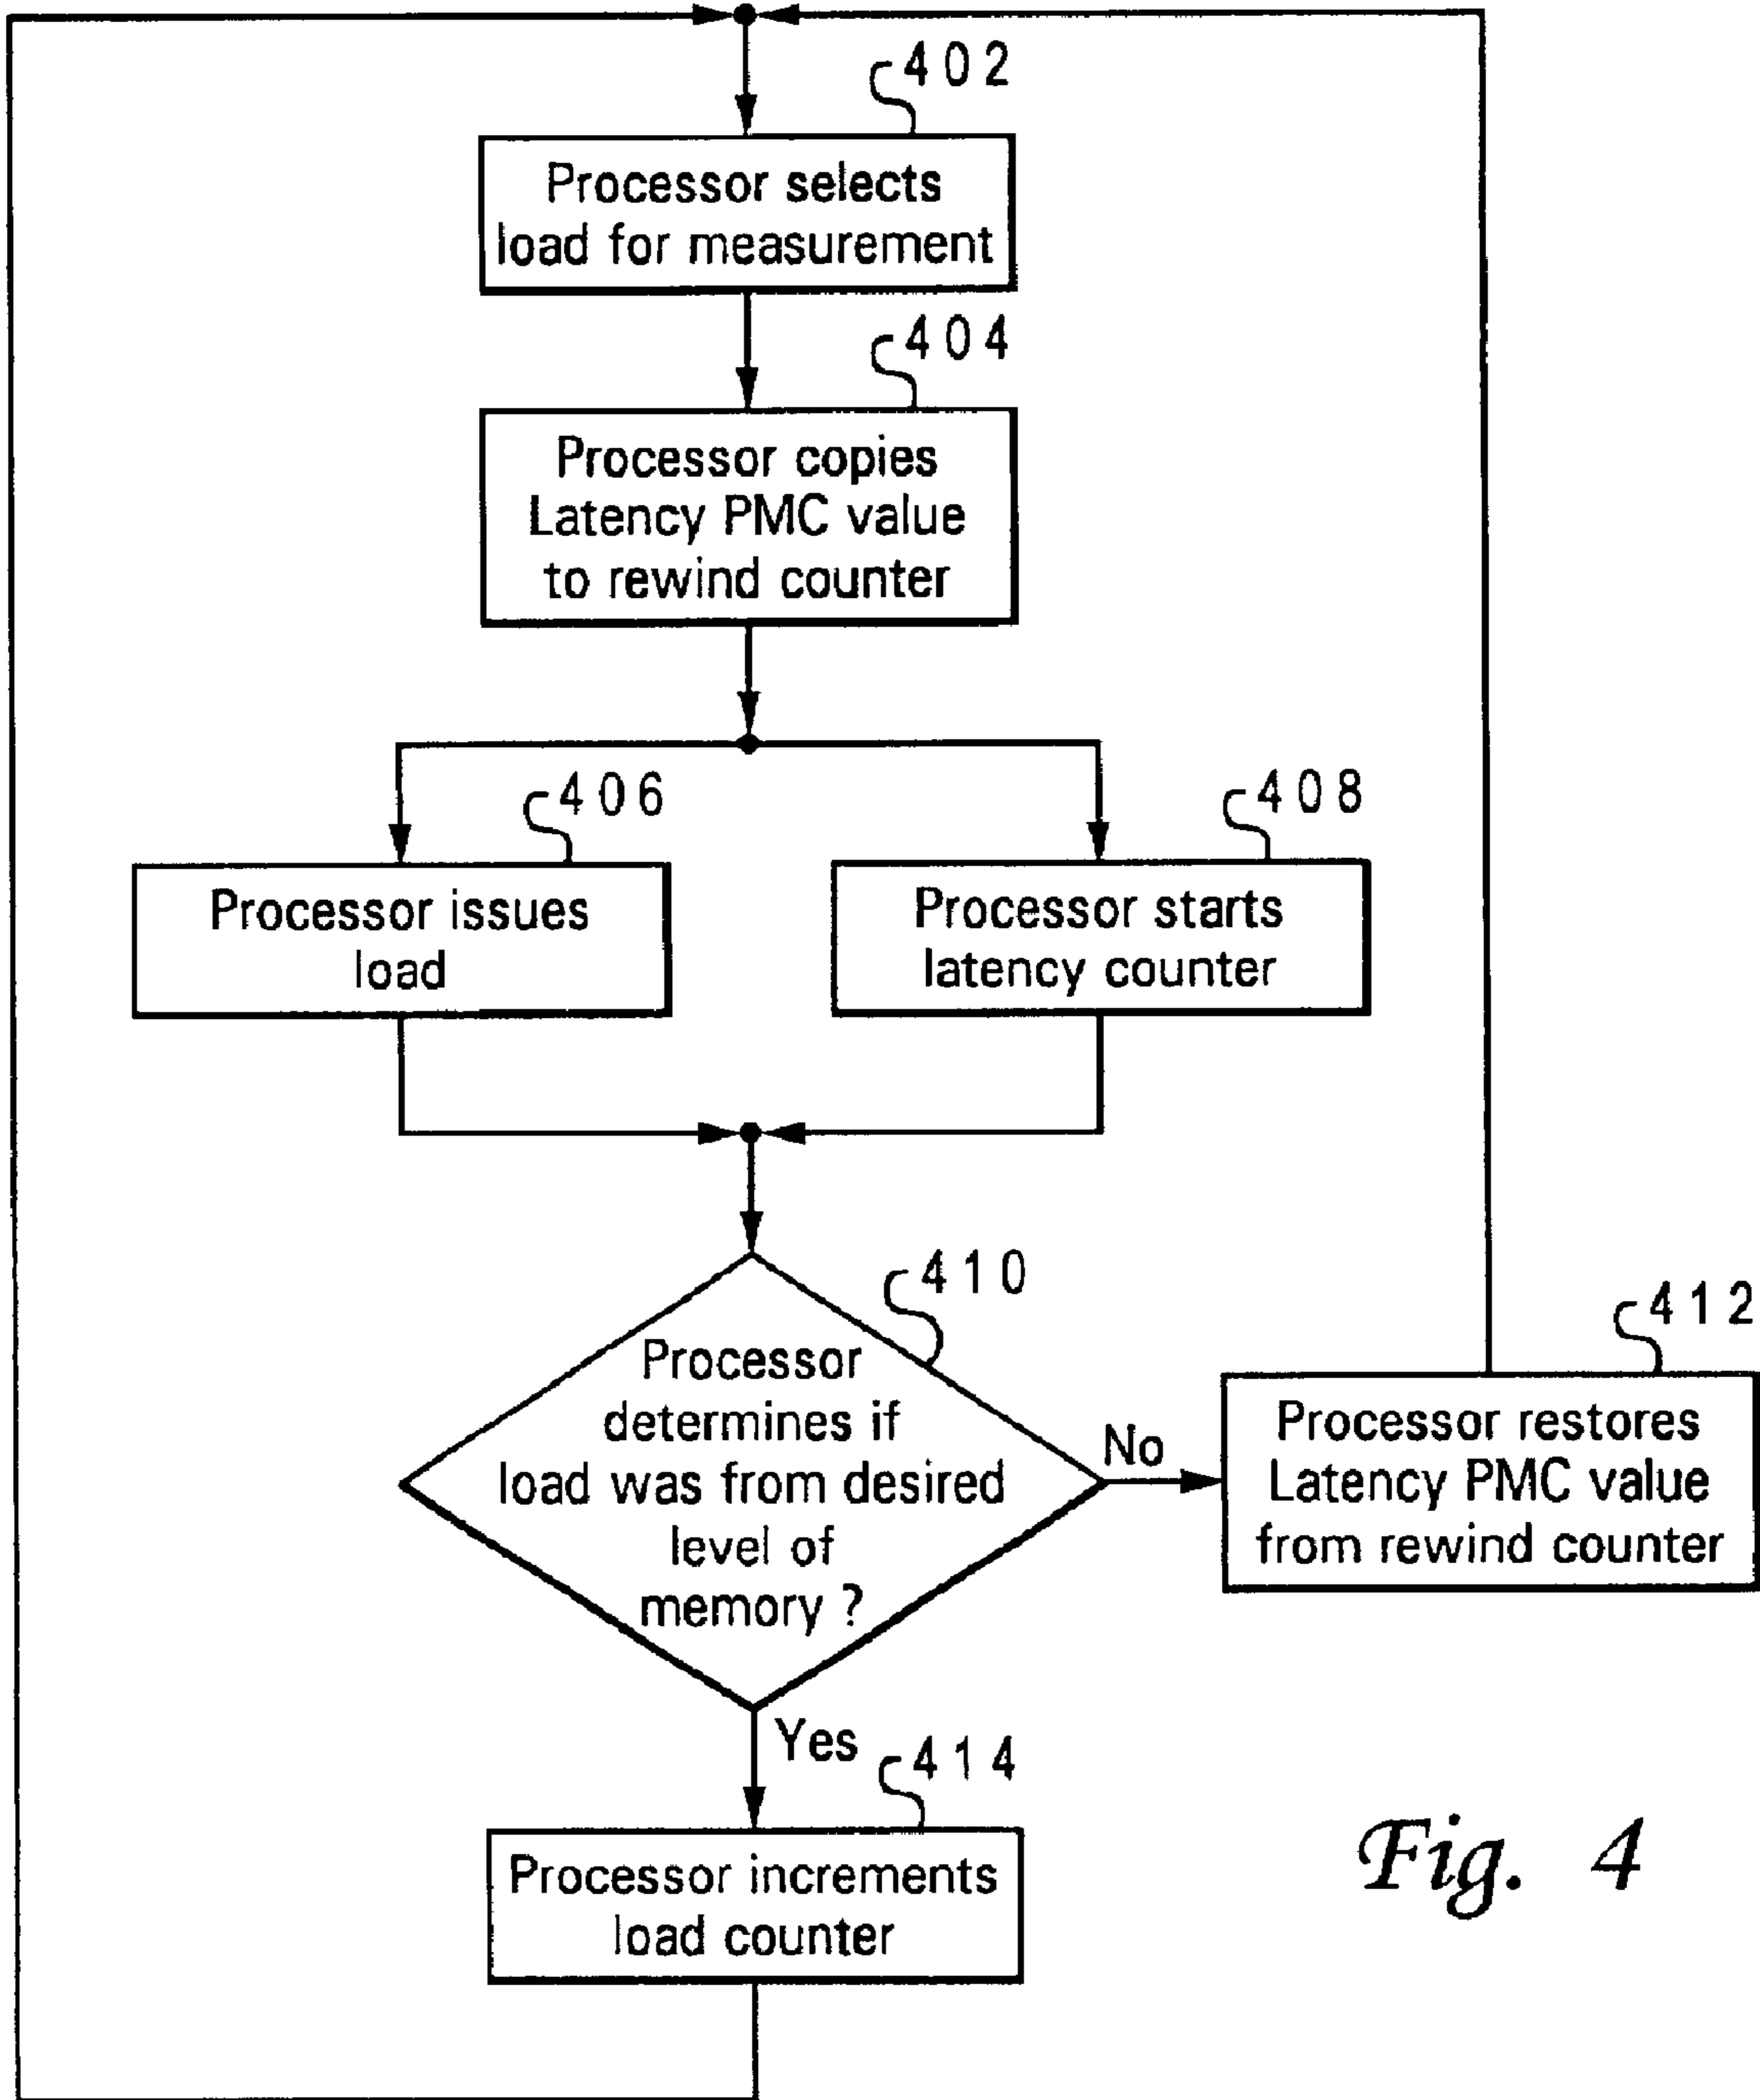 402
Processor selects
load for measurement
404
Processor copies
Latency PMC value
to rewind counter
406
Processor issues
load
408
Processor starts
latency counter
410
Processor
determines if
load was from desired
level of
memory ?
No
412
Processor restores
Latency PMC value
from rewind counter
Yes
414
Processor increments
load counter
Fig. 4